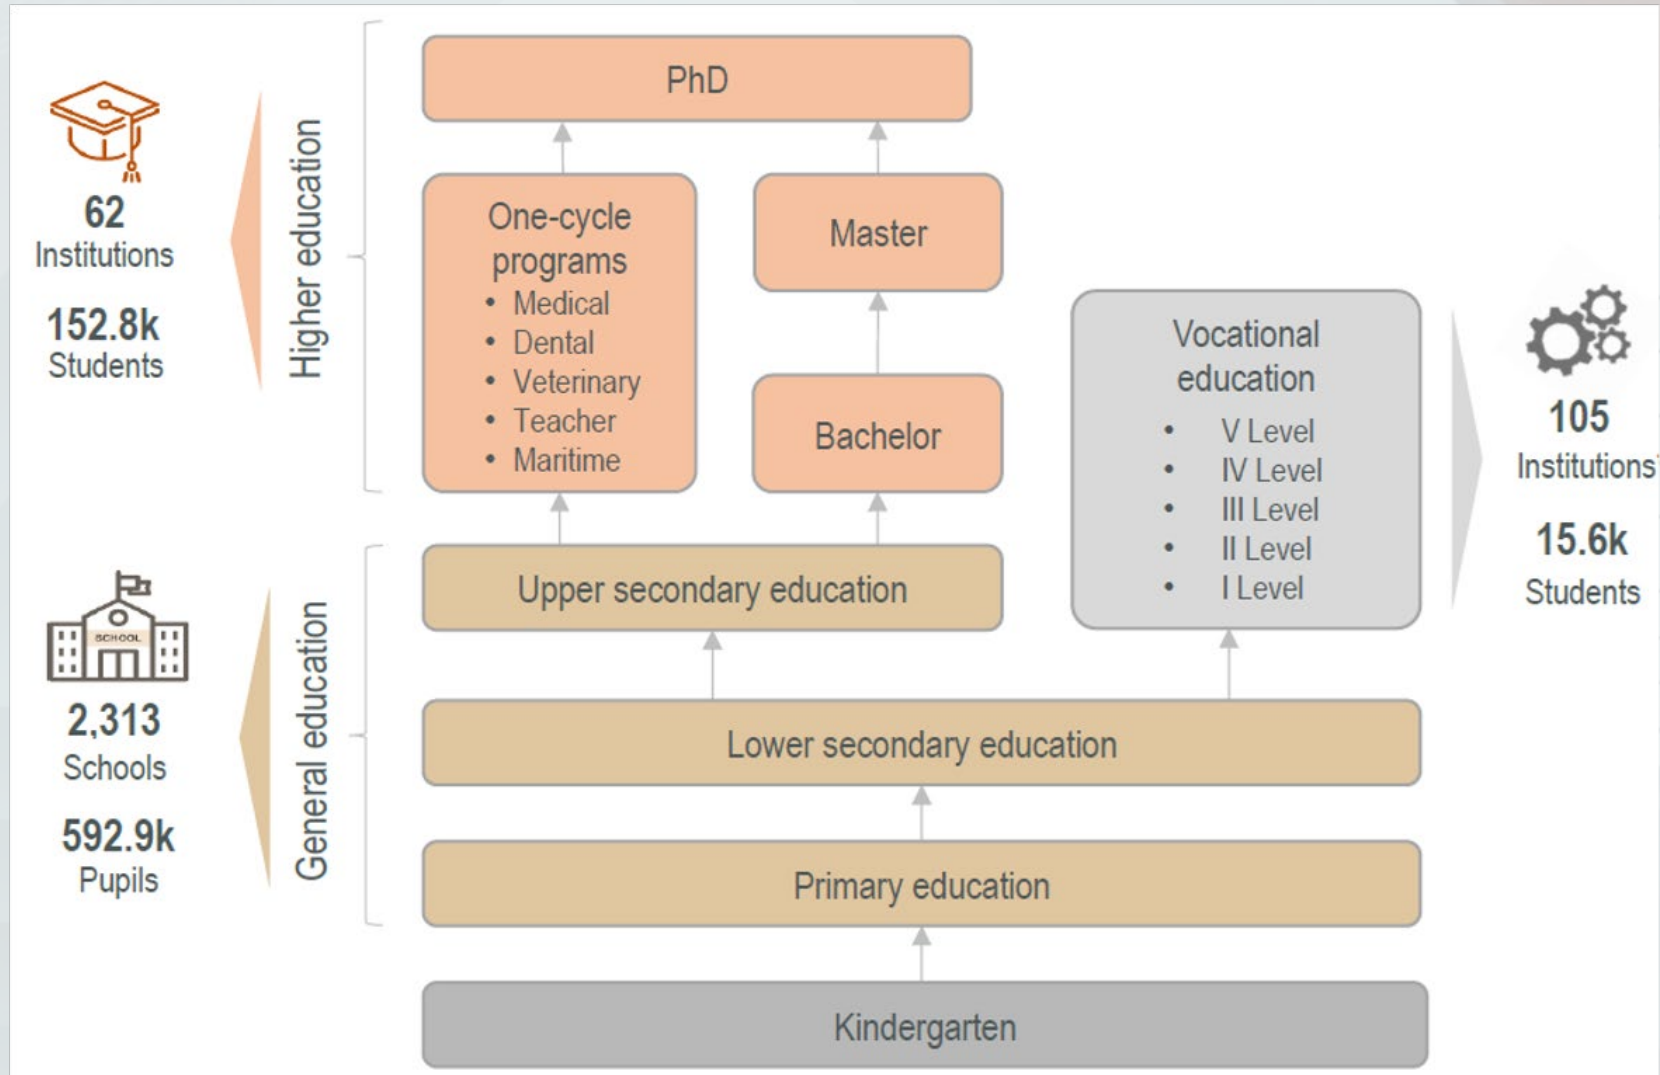 PhD
One-cycle
programs
• Medical
• Dental
• Veterinary
• Teacher
• Maritime
Master
Bachelor
Higher education
62
Institutions
152.8k
Students
Vocational
education
• V Level
• IV Level
• III Level
• II Level
• I Level
105
Institutions
15.6k
Students
Upper secondary education
Lower secondary education
Primary education
General education
SCHOOL
2,313
Schools
592.9k
Pupils
Kindergarten